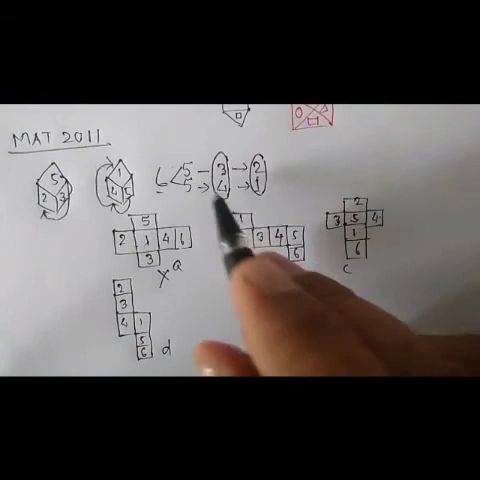 MAT 2011
5
2 3
1
4 5
6 < 5 - 3 → 2
5 → 4 → 1
5
2 1 4 6
3
X a
1
3 4 5
6
2
3 5 4
1
6
c
2
3
4 1
5
6 d